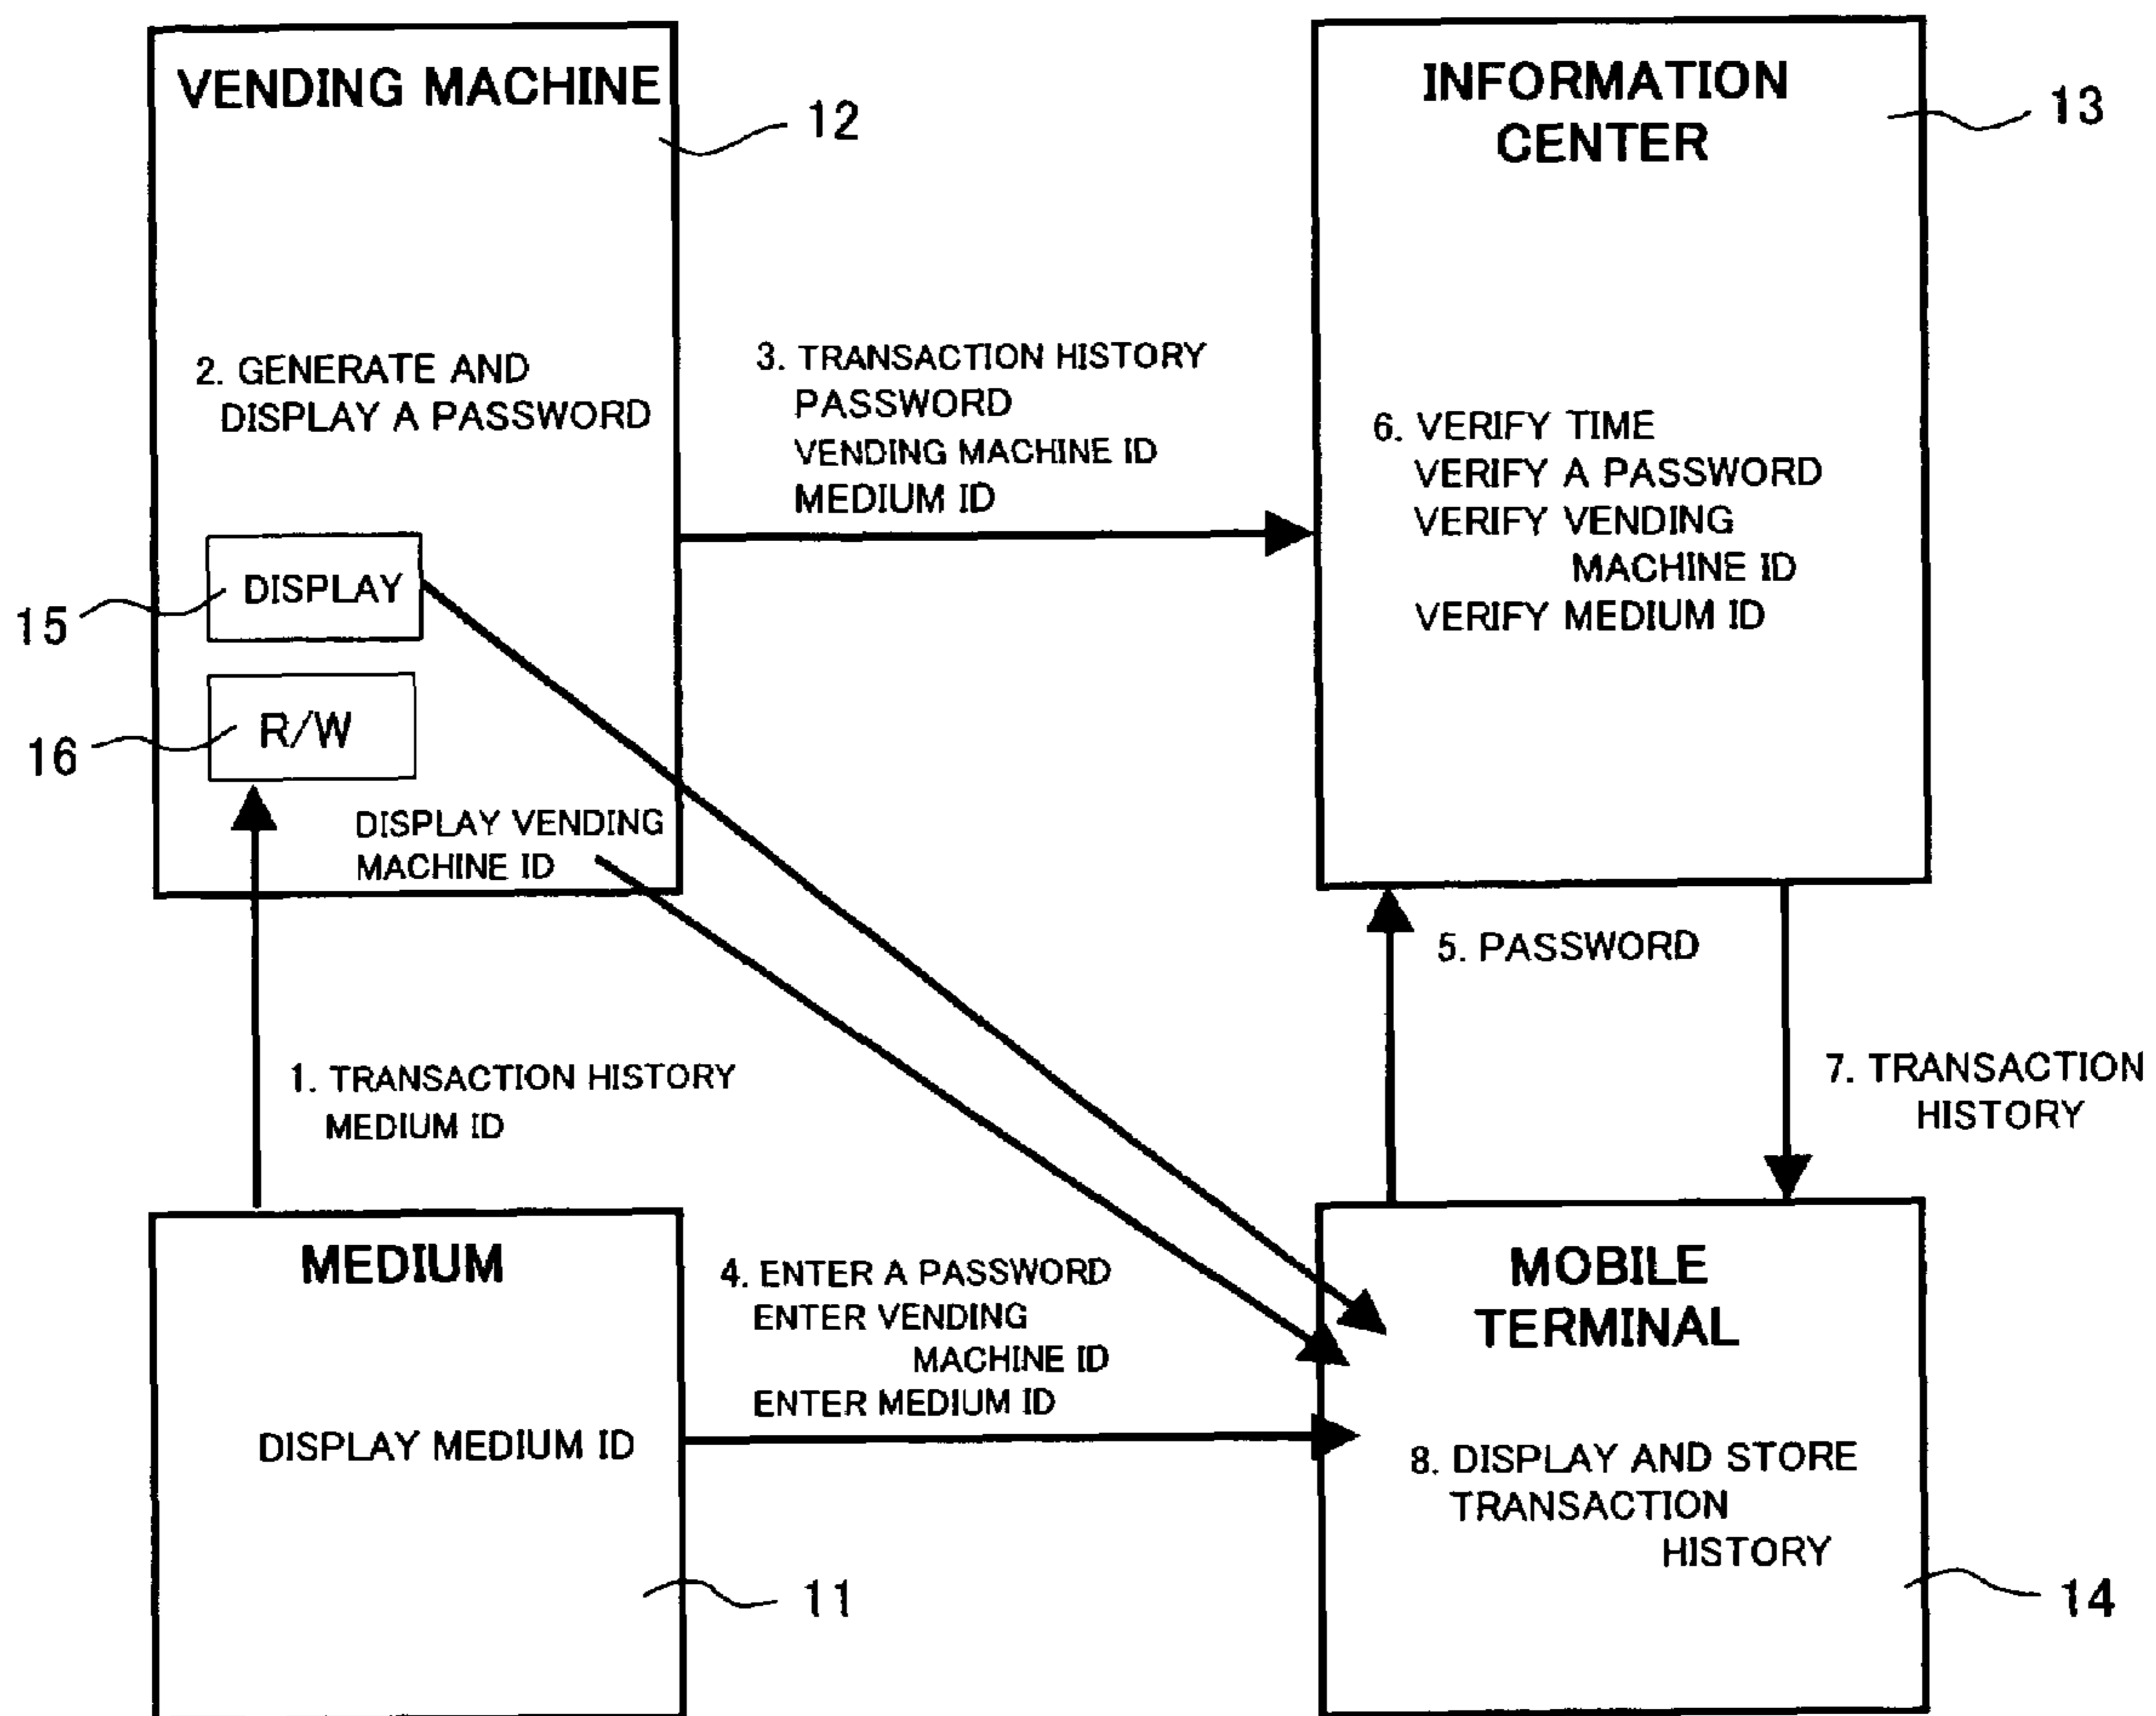 VENDING MACHINE
12
2. GENERATE AND
DISPLAY A PASSWORD
DISPLAY
15
R/W
16
DISPLAY VENDING
MACHINE ID
3. TRANSACTION HISTORY
PASSWORD
VENDING MACHINE ID
MEDIUM ID
INFORMATION
CENTER
13
6. VERIFY TIME
VERIFY A PASSWORD
VERIFY VENDING
MACHINE ID
VERIFY MEDIUM ID
5. PASSWORD
7. TRANSACTION
HISTORY
1. TRANSACTION HISTORY
MEDIUM ID
MEDIUM
DISPLAY MEDIUM ID
11
4. ENTER A PASSWORD
ENTER VENDING
MACHINE ID
ENTER MEDIUM ID
MOBILE
TERMINAL
8. DISPLAY AND STORE
TRANSACTION
HISTORY
14